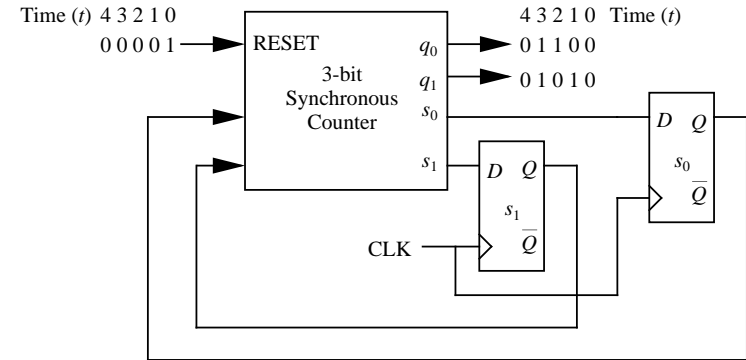 Time (t) 4 3 2 1 0
0 0 0 0 1
RESET
3-bit
Synchronous
Counter
q0
q1
s0
s1
4 3 2 1 0 Time (t)
0 1 1 0 0
0 1 0 1 0
D Q
s0
Q
D Q
s1
Q
CLK